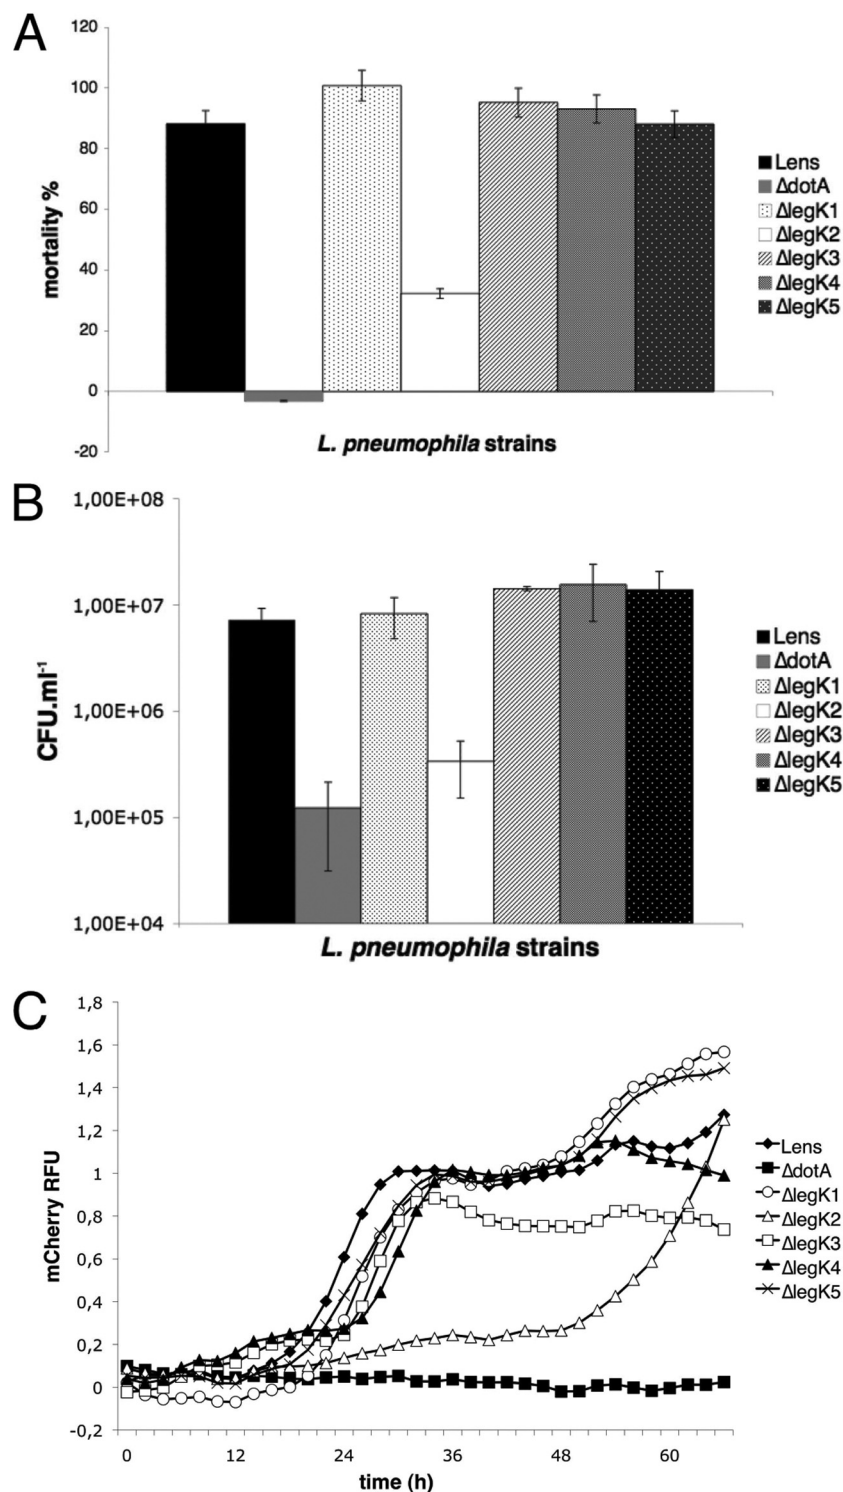 A
120
100
80
60
40
20
0
-20
mortality %
L. pneumophila strains
Lens
ΔdotA
ΔlegK1
ΔlegK2
ΔlegK3
ΔlegK4
ΔlegK5
B
1,00E+08
1,00E+07
1,00E+06
1,00E+05
1,00E+04
CFU.ml-1
L. pneumophila strains
Lens
ΔdotA
ΔlegK1
ΔlegK2
ΔlegK3
ΔlegK4
ΔlegK5
C
1,8
1,6
1,4
1,2
1
0,8
0,6
0,4
0,2
0
-0,2
mCherry RFU
0 12 24 36 48 60
time (h)
Lens
ΔdotA
ΔlegK1
ΔlegK2
ΔlegK3
ΔlegK4
ΔlegK5